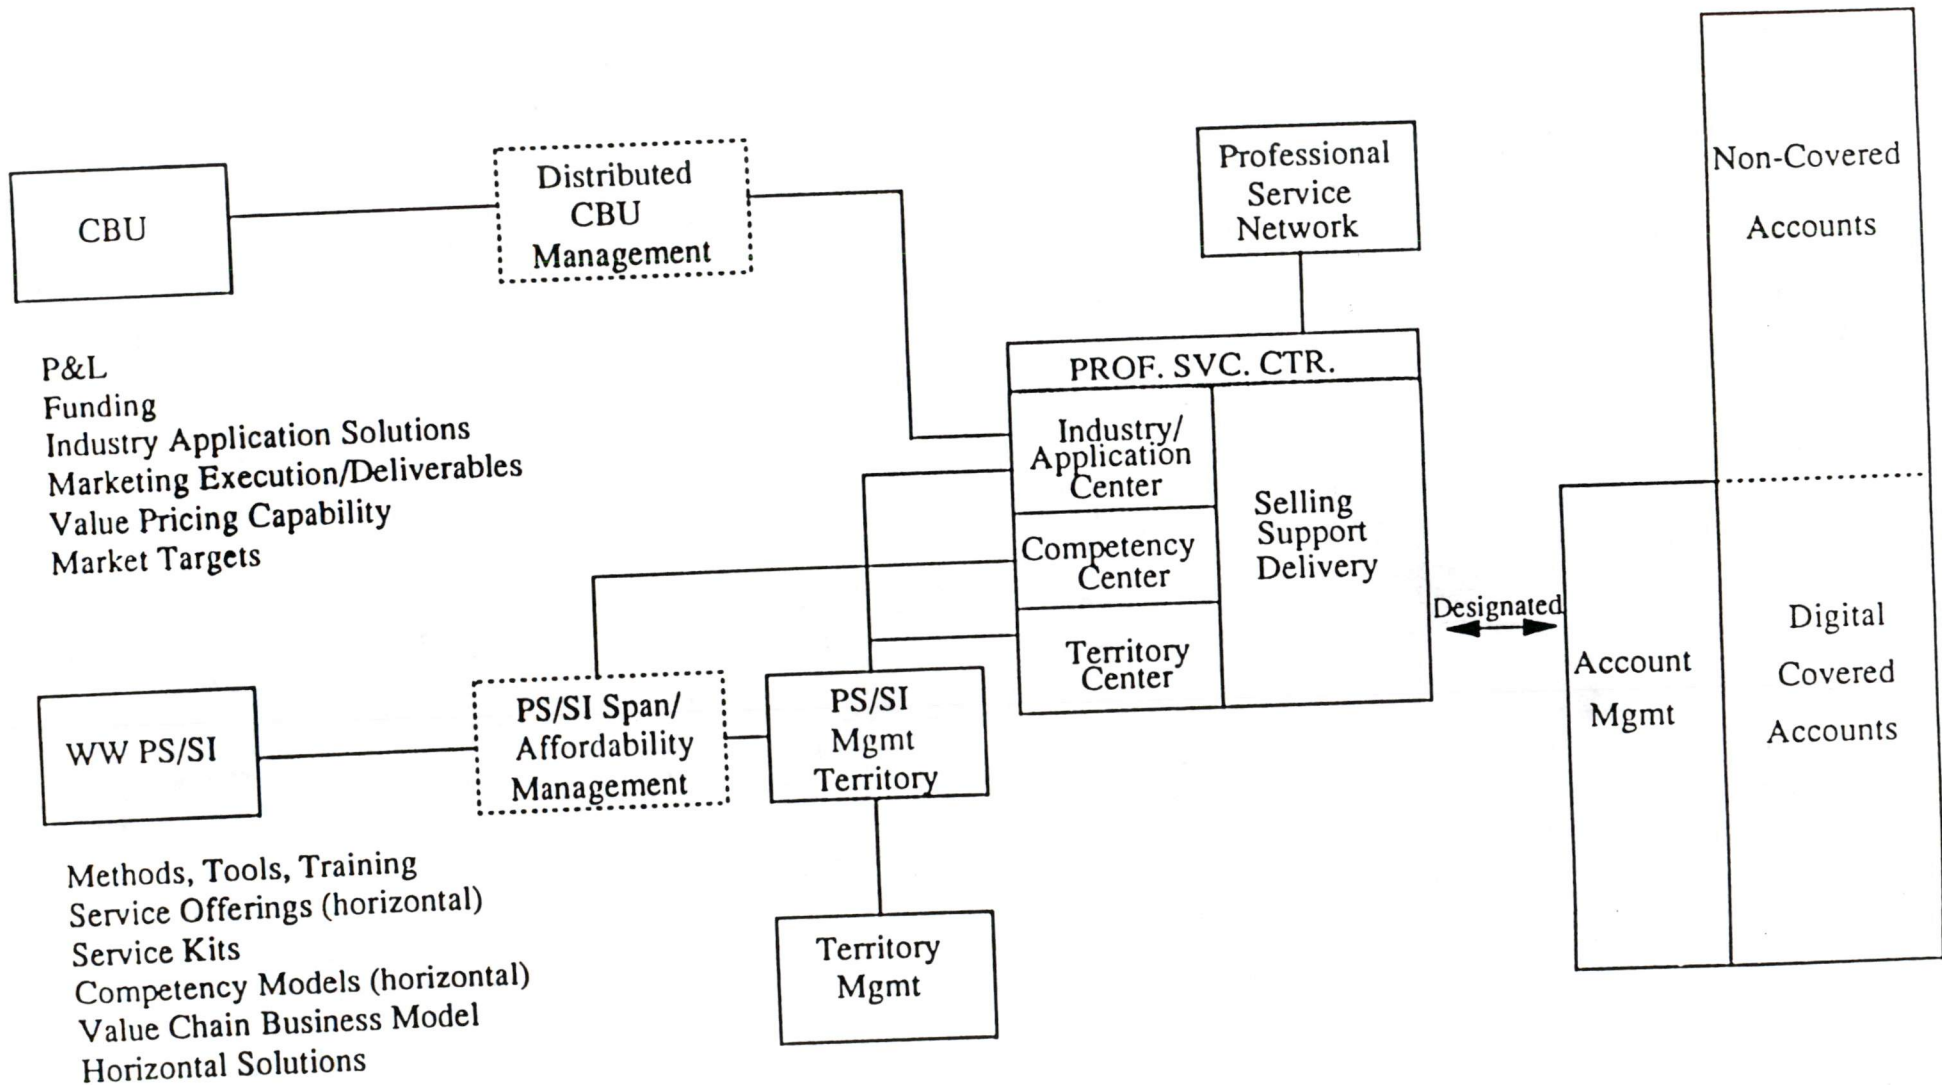 CBU
Distributed
CBU
Management
P&L
Funding
Industry Application Solutions
Marketing Execution/Deliverables
Value Pricing Capability
Market Targets
WW PS/SI
Methods, Tools, Training
Service Offerings (horizontal)
Service Kits
Competency Models (horizontal)
Value Chain Business Model
Horizontal Solutions
PS/SI Span/
Affordability
Management
PS/SI
Mgmt
Territory
Territory
Mgmt
Professional
Service
Network
PROF. SVC. CTR.
Industry/
Application
Center
Competency
Center
Territory
Center
Selling
Support
Delivery
Designated
Account
Mgmt
Non-Covered
Accounts
Digital
Covered
Accounts